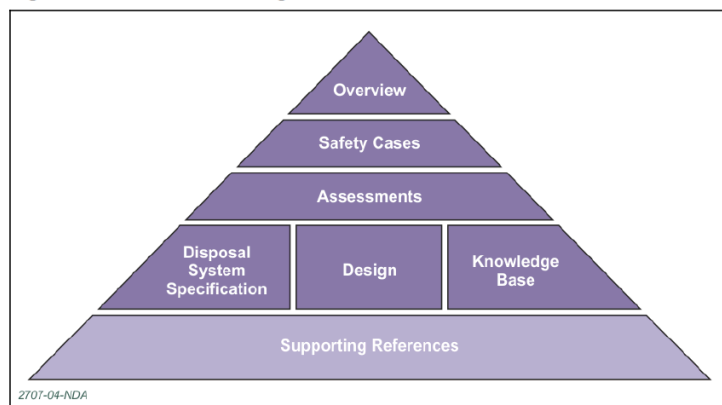 Overview
Safety Cases
Assessments
Disposal
System
Specification
Design
Knowledge
Base
Supporting References
2707-04-NDA